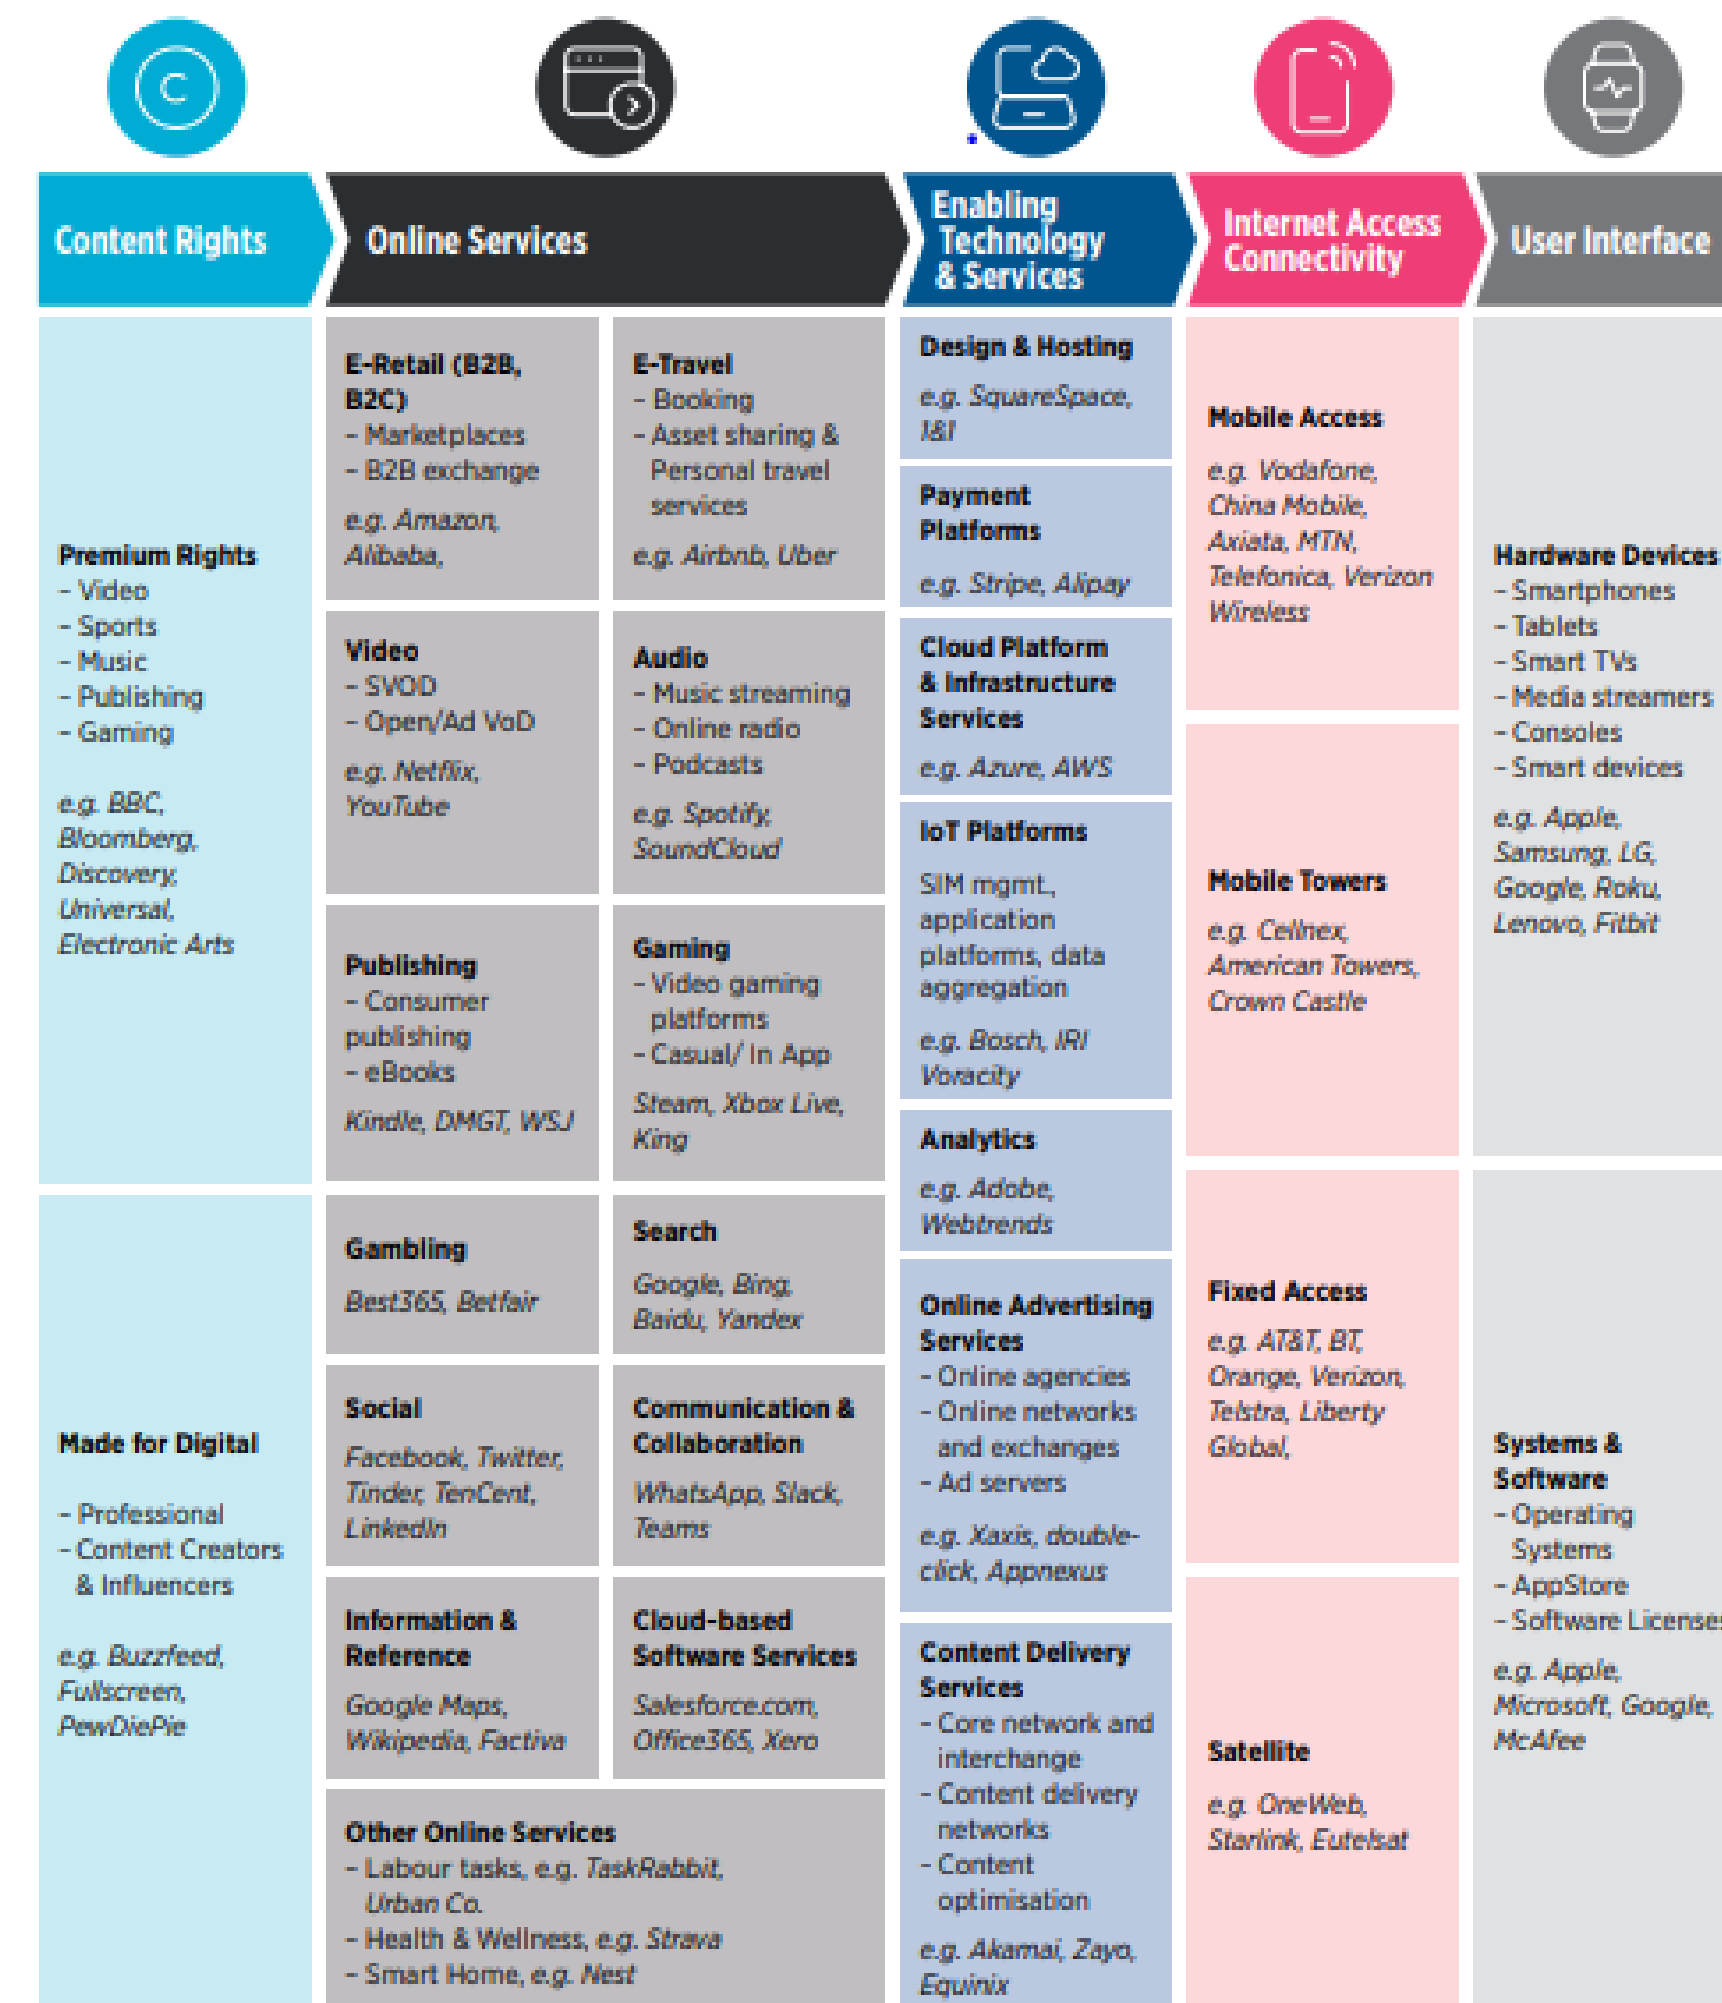 C
Content Rights
Online Services
Enabling
Technology
& Services
Internet Access
Connectivity
User Interface
Premium Rights
– Video
– Sports
– Music
– Publishing
– Gaming
e.g. BBC,
Bloomberg,
Discovery,
Universal,
Electronic Arts
Made for Digital
– Professional
– Content Creators
& Influencers
e.g. Buzzfeed,
Fullscreen,
PewDiePie
E-Retail (B2B,
B2C)
– Marketplaces
– B2B exchange
e.g. Amazon,
Alibaba,
E-Travel
– Booking
– Asset sharing &
Personal travel
services
e.g. Airbnb, Uber
Video
– SVOD
– Open/Ad VoD
e.g. Netflix,
YouTube
Audio
– Music streaming
– Online radio
– Podcasts
e.g. Spotify,
SoundCloud
Publishing
– Consumer
publishing
– eBooks
Kindle, DMGT, WSJ
Gaming
– Video gaming
platforms
– Casual/ In App
Steam, Xbox Live,
King
Gambling
Best365, Betfair
Search
Google, Bing,
Baidu, Yandex
Social
Facebook, Twitter,
Tinder, TenCent,
LinkedIn
Communication &
Collaboration
WhatsApp, Slack,
Teams
Information &
Reference
Google Maps,
Wikipedia, Factiva
Cloud-based
Software Services
Salesforce.com,
Office365, Xero
Other Online Services
– Labour tasks, e.g. TaskRabbit,
Urban Co.
– Health & Wellness, e.g. Strava
– Smart Home, e.g. Nest
Design & Hosting
e.g. SquareSpace,
1&1
Payment
Platforms
e.g. Stripe, Alipay
Cloud Platform
& Infrastructure
Services
e.g. Azure, AWS
IoT Platforms
SIM mgmt.,
application
platforms, data
aggregation
e.g. Bosch, IRI
Voracity
Analytics
e.g. Adobe,
Webtrends
Online Advertising
Services
– Online agencies
– Online networks
and exchanges
– Ad servers
e.g. Xaxis, double-
click, Appnexus
Content Delivery
Services
– Core network and
interchange
– Content delivery
networks
– Content
optimisation
e.g. Akamai, Zayo,
Equinix
Mobile Access
e.g. Vodafone,
China Mobile,
Axiata, MTN,
Telefonica, Verizon
Wireless
Mobile Towers
e.g. Cellnex,
American Towers,
Crown Castle
Fixed Access
e.g. AT&T, BT,
Orange, Verizon,
Telstra, Liberty
Global,
Satellite
e.g. OneWeb,
Starlink, Eutelsat
Hardware Devices
– Smartphones
– Tablets
– Smart TVs
– Media streamers
– Consoles
– Smart devices
e.g. Apple,
Samsung, LG,
Google, Roku,
Lenovo, Fitbit
Systems &
Software
– Operating
Systems
– AppStore
– Software Licenses
e.g. Apple,
Microsoft, Google,
McAfee